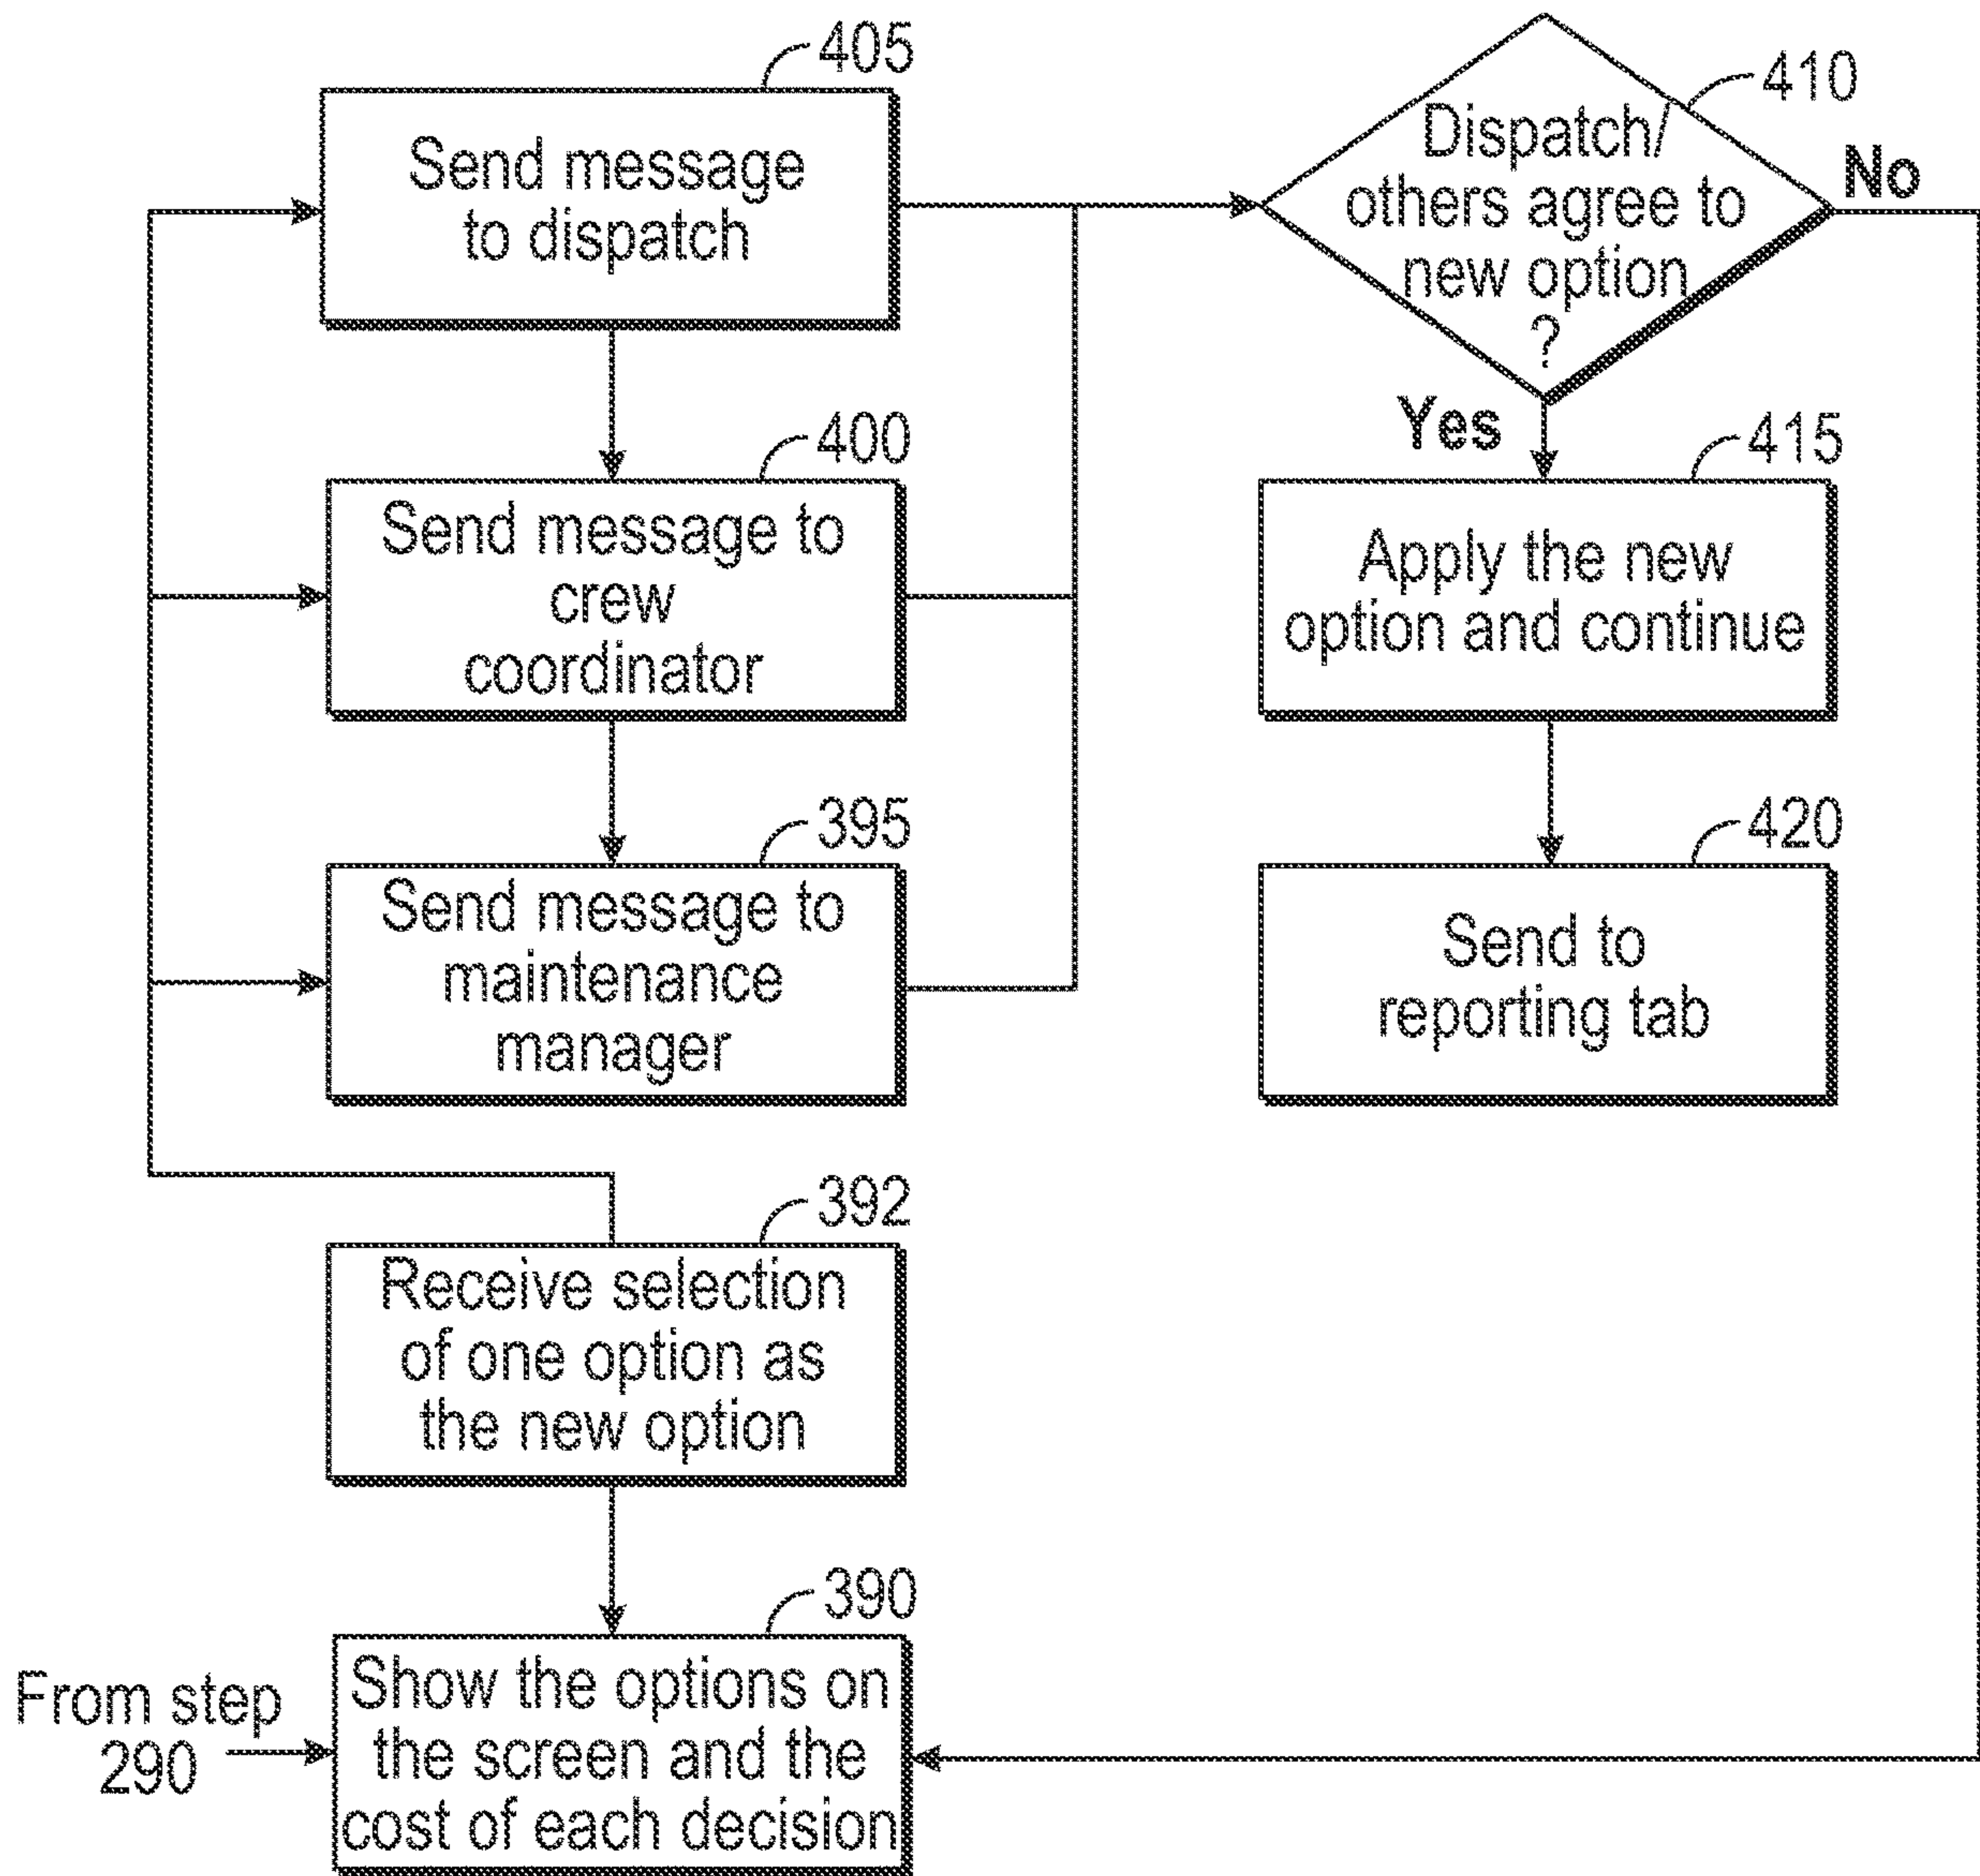 405
Send message
to dispatch
400
Send message to
crew
coordinator
395
Send message to
maintenance
manager
392
Receive selection
of one option as
the new option
390
Show the options on
the screen and the
cost of each decision
From step
290
410
Dispatch/
others agree to
new option
?
No
Yes
415
Apply the new
option and continue
420
Send to
reporting tab